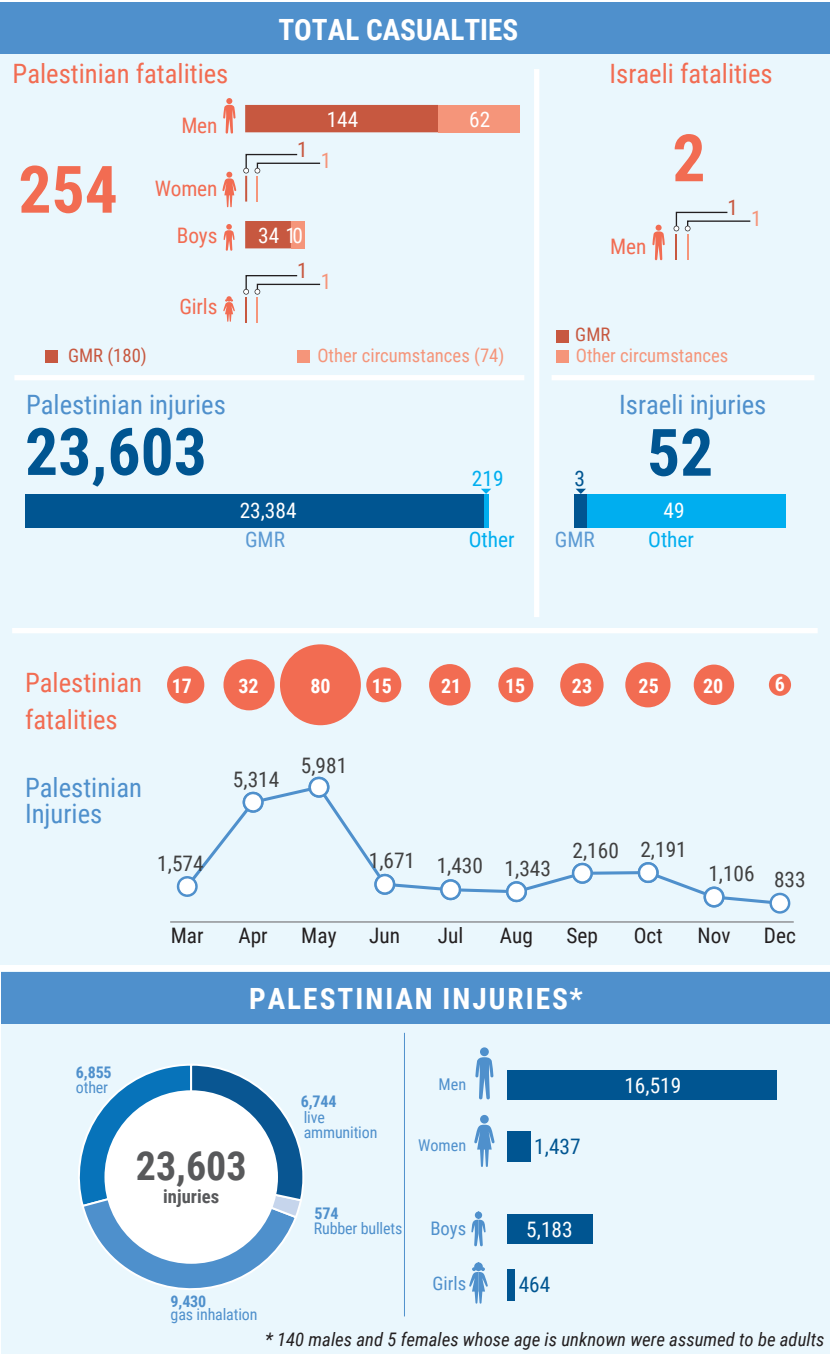 TOTAL CASUALTIES
Palestinian fatalities
254
Men
144
62
Women
1
1
Boys
34
10
Girls
1
1
GMR (180)
Other circumstances (74)
Israeli fatalities
2
Men
1
1
GMR
Other circumstances
Palestinian injuries
23,603
219
23,384
GMR
Other
Israeli injuries
52
3
49
GMR
Other
Palestinian
fatalities
17
32
80
15
21
15
23
25
20
6
Palestinian
Injuries
1,574
5,314
5,981
1,671
1,430
1,343
2,160
2,191
1,106
833
Mar
Apr
May
Jun
Jul
Aug
Sep
Oct
Nov
Dec
PALESTINIAN INJURIES*
6,855
other
6,744
live
ammunition
23,603
injuries
574
Rubber bullets
9,430
gas inhalation
Men
16,519
Women
1,437
Boys
5,183
Girls
464
* 140 males and 5 females whose age is unknown were assumed to be adults